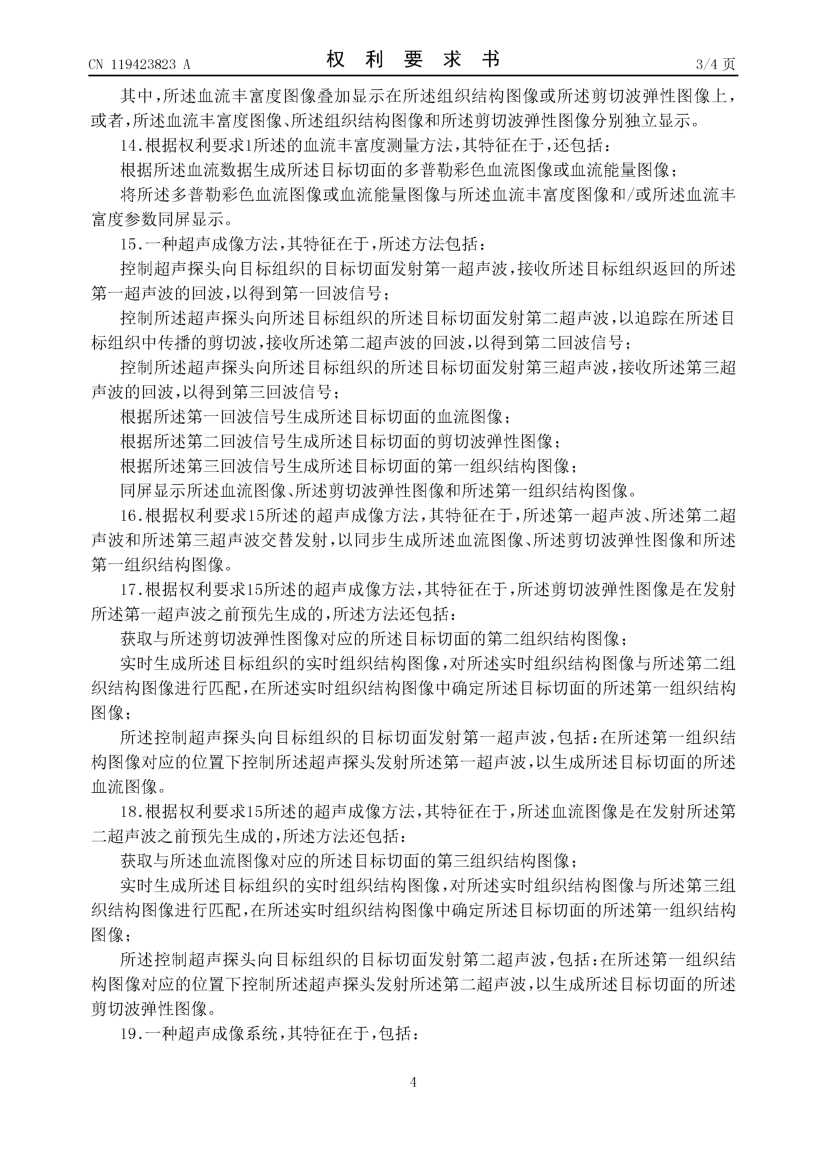 CN 119423823 A
权利要求书
3/4 页
其中,所述血流丰富度图像叠加显示在所述组织结构图像或所述剪切波弹性图像上,
或者,所述血流丰富度图像、所述组织结构图像和所述剪切波弹性图像分别独立显示。
14.根据权利要求1所述的血流丰富度测量方法,其特征在于,还包括:
根据所述血流数据生成所述目标切面的多普勒彩色血流图像或血流能量图像;
将所述多普勒彩色血流图像或血流能量图像与所述血流丰富度图像和/或所述血流丰
富度参数同屏显示。
15.一种超声成像方法,其特征在于,所述方法包括:
控制超声探头向目标组织的目标切面发射第一超声波,接收所述目标组织返回的所述
第一超声波的回波,以得到第一回波信号;
控制所述超声探头向所述目标组织的所述目标切面发射第二超声波,以追踪在所述目
标组织中传播的剪切波,接收所述第二超声波的回波,以得到第二回波信号;
控制所述超声探头向所述目标组织的所述目标切面发射第三超声波,接收所述第三超
声波的回波,以得到第三回波信号;
根据所述第一回波信号生成所述目标切面的血流图像;
根据所述第二回波信号生成所述目标切面的剪切波弹性图像;
根据所述第三回波信号生成所述目标切面的第一组织结构图像;
同屏显示所述血流图像、所述剪切波弹性图像和所述第一组织结构图像。
16.根据权利要求15所述的超声成像方法,其特征在于,所述第一超声波、所述第二超
声波和所述第三超声波交替发射,以同步生成所述血流图像、所述剪切波弹性图像和所述
第一组织结构图像。
17.根据权利要求15所述的超声成像方法,其特征在于,所述剪切波弹性图像是在发射
所述第一超声波之前预先生成的,所述方法还包括:
获取与所述剪切波弹性图像对应的所述目标切面的第二组织结构图像;
实时生成所述目标组织的实时组织结构图像,对所述实时组织结构图像与所述第二组
织结构图像进行匹配,在所述实时组织结构图像中确定所述目标切面的所述第一组织结构
图像;
所述控制超声探头向目标组织的目标切面发射第一超声波,包括:在所述第一组织结
构图像对应的位置下控制所述超声探头发射所述第一超声波,以生成所述目标切面的所述
血流图像。
18.根据权利要求15所述的超声成像方法,其特征在于,所述血流图像是在发射所述第
二超声波之前预先生成的,所述方法还包括:
获取与所述血流图像对应的所述目标切面的第三组织结构图像;
实时生成所述目标组织的实时组织结构图像,对所述实时组织结构图像与所述第三组
织结构图像进行匹配,在所述实时组织结构图像中确定所述目标切面的所述第一组织结构
图像;
所述控制超声探头向目标组织的目标切面发射第二超声波,包括:在所述第一组织结
构图像对应的位置下控制所述超声探头发射所述第二超声波,以生成所述目标切面的所述
剪切波弹性图像。
19.一种超声成像系统,其特征在于,包括:
4